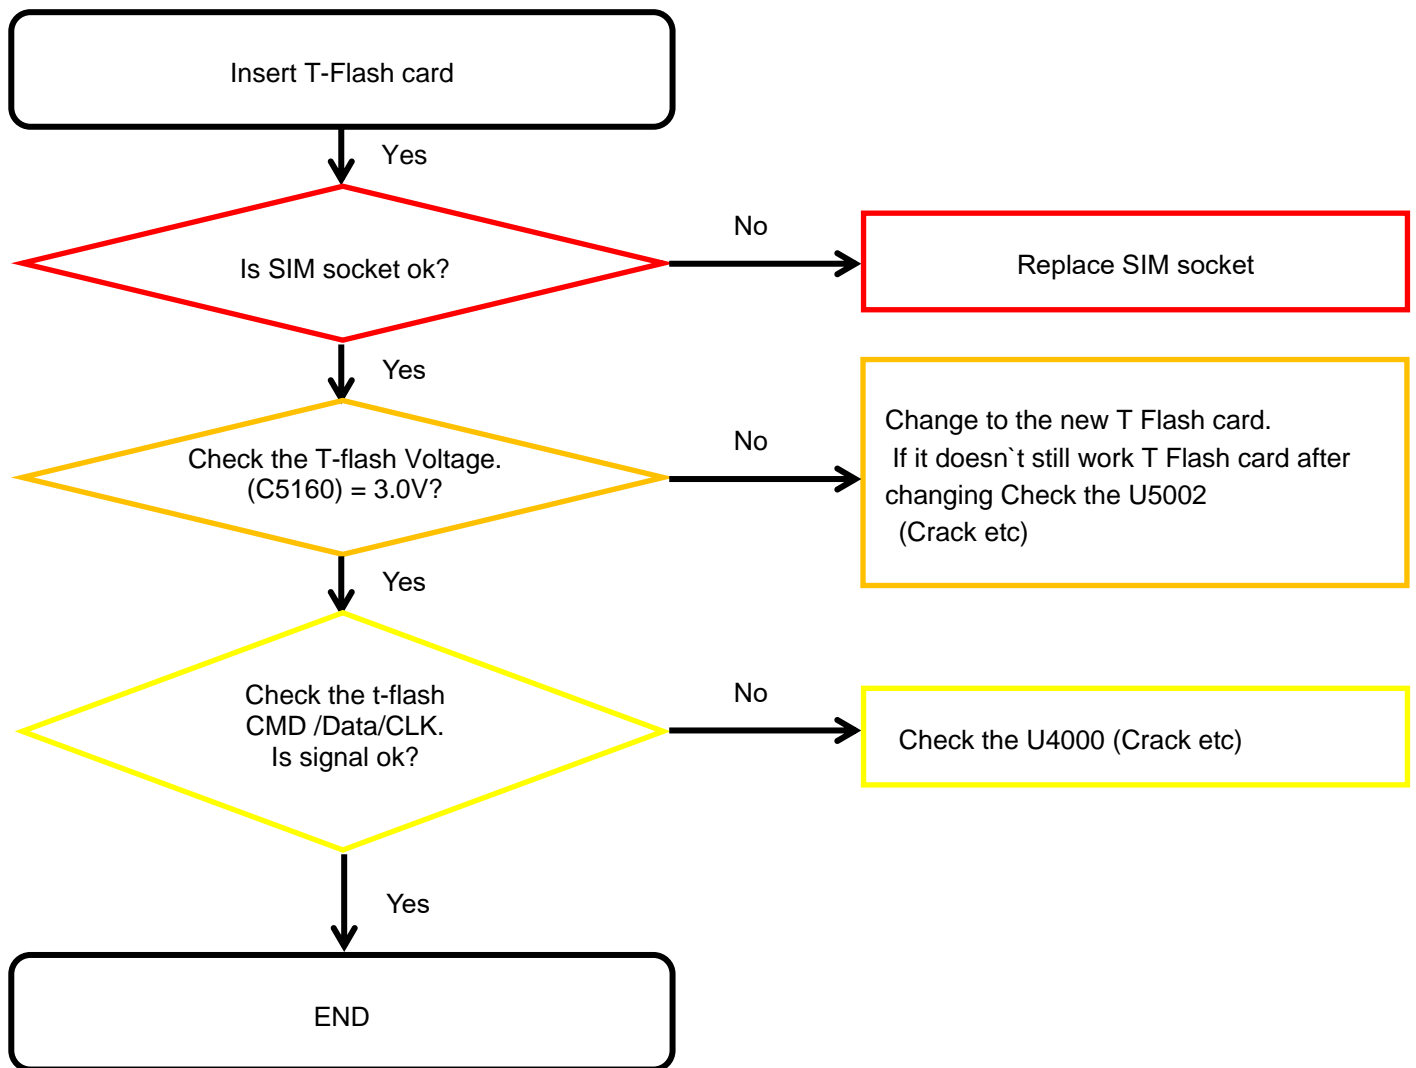 Insert T-Flash card
Yes
Is SIM socket ok?
No
Replace SIM socket
Yes
Check the T-flash Voltage.
(C5160) = 3.0V?
No
Change to the new T Flash card.
If it doesn`t still work T Flash card after
changing Check the U5002
(Crack etc)
Yes
Check the t-flash
CMD /Data/CLK.
Is signal ok?
No
Check the U4000 (Crack etc)
Yes
END